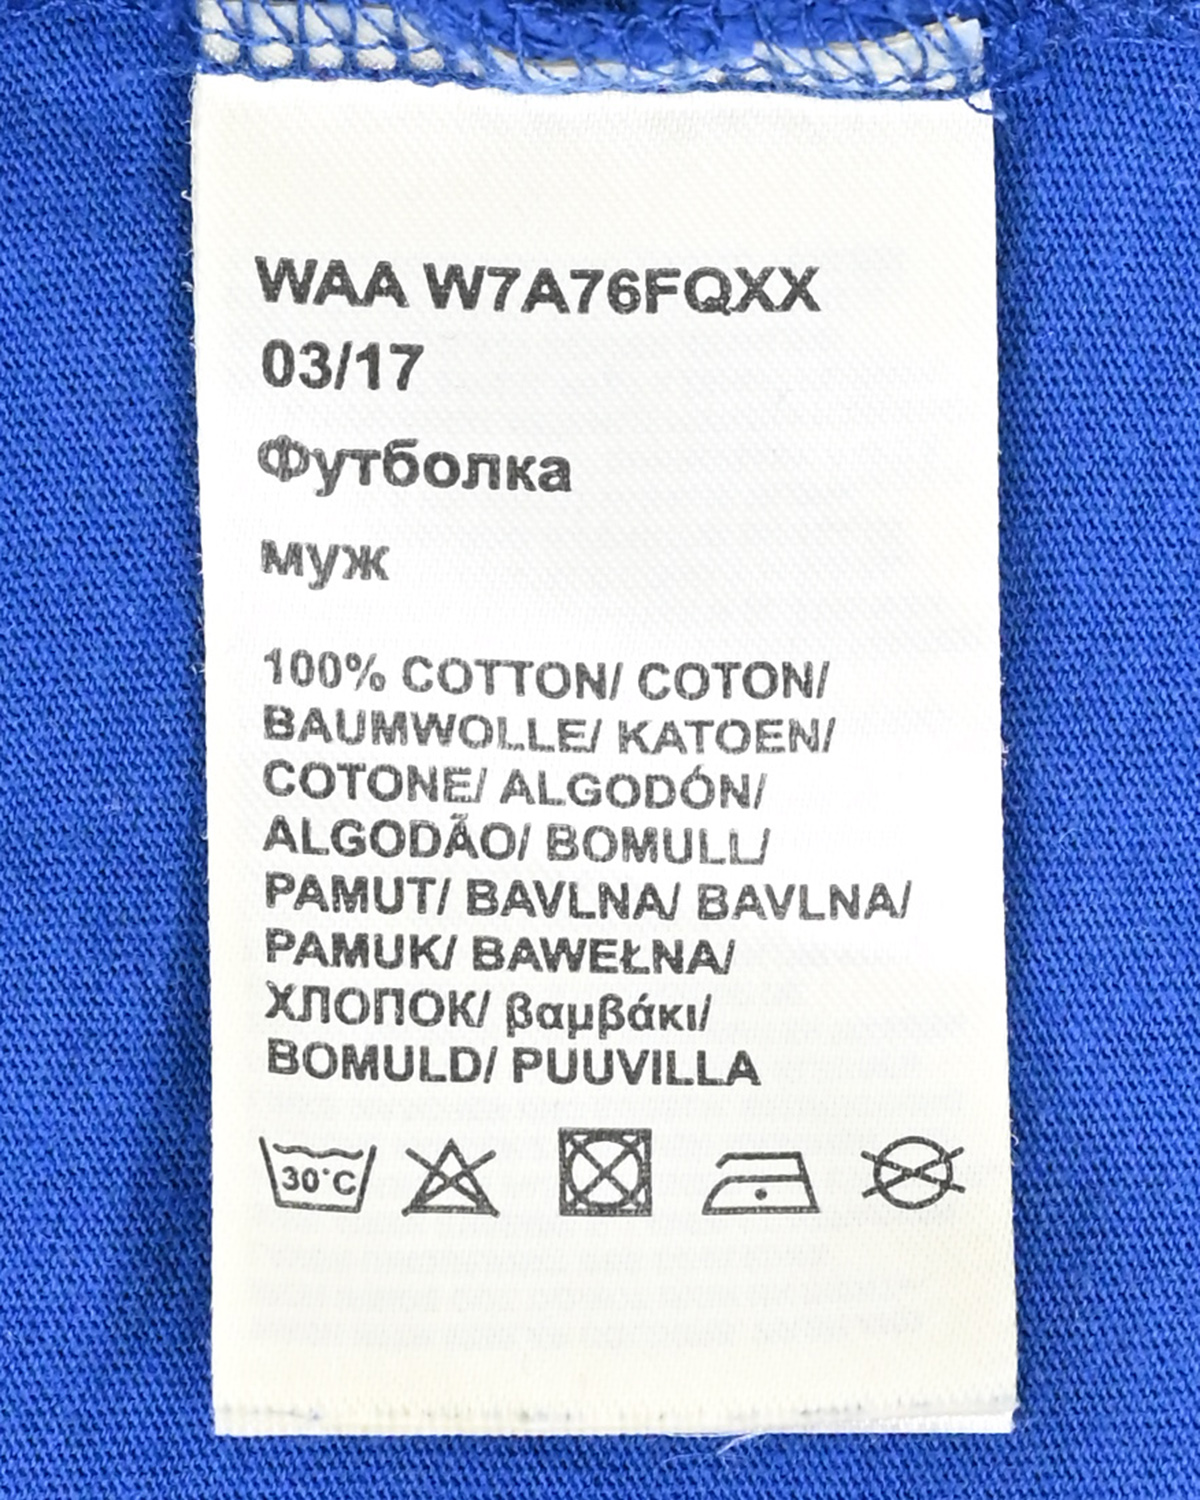 WAA W7A76FQXX
03/17
Футболка
муж
100% COTTON/ COTON/
BAUMWOLLE/ KATOEN/
COTONE/ ALGODÓN/
ALGODÃO/ BOMULL/
PAMUT/ BAVLNA/ BAVLNA/
PAMUK/ BAWEŁNA/
ХЛОПОК/ βαμβάκι/
BOMULD/ PUUVILLA
30°C